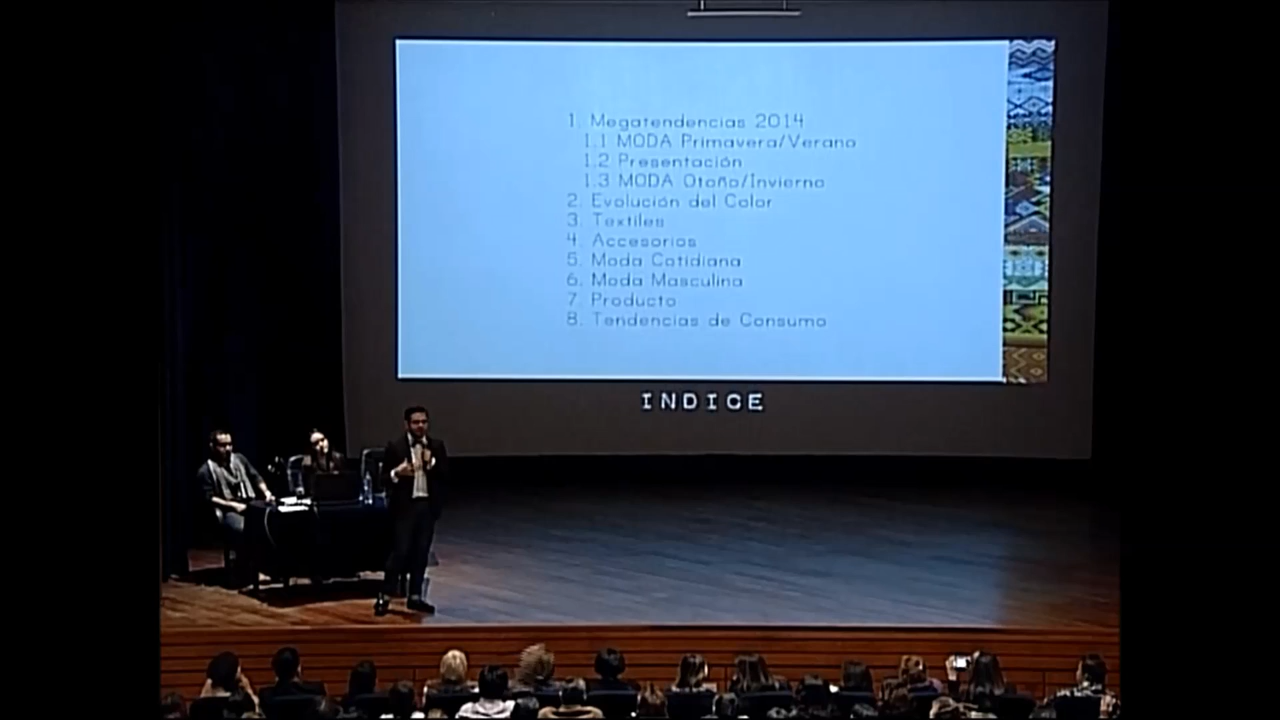 1. Megatendencias 2014
1.1 MODA Primavera/Verano
1.2 Presentación
1.3 MODA Otoño/Invierno
2. Evolución del Color
3. Textiles
4. Accesorios
5. Moda Cotidiana
6. Moda Masculina
7. Producto
8. Tendencias de Consumo
INDICE